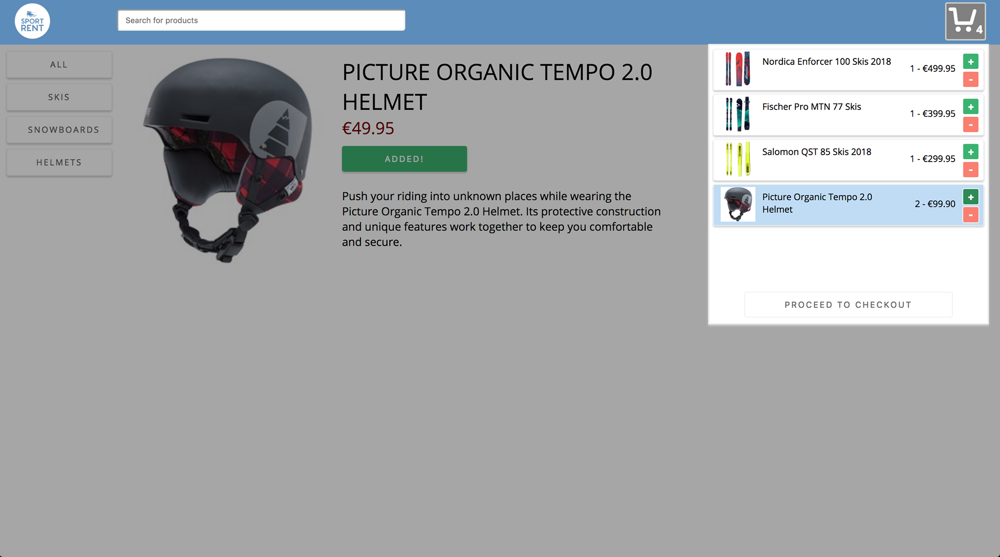 SPORT
RENT
Search for products
4
ALL
SKIS
SNOWBOARDS
HELMETS
PICTURE ORGANIC TEMPO 2.0
HELMET
€49.95
ADDED!
Push your riding into unknown places while wearing the
Picture Organic Tempo 2.0 Helmet. Its protective construction
and unique features work together to keep you comfortable
and secure.
Nordica Enforcer 100 Skis 2018
1 - €499.95
+
-
Fischer Pro MTN 77 Skis
1 - €399.95
+
-
Salomon QST 85 Skis 2018
1 - €299.95
+
-
Picture Organic Tempo 2.0
Helmet
2 - €99.90
+
-
PROCEED TO CHECKOUT